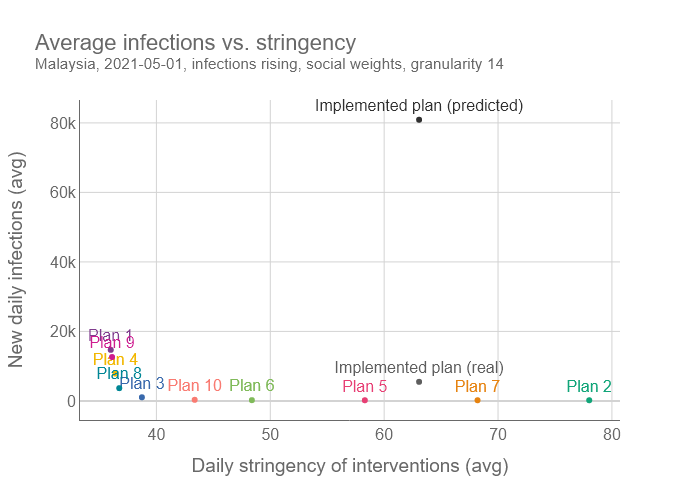 Average infections vs. stringency
Malaysia, 2021-05-01, infections rising, social weights, granularity 14
Implemented plan (predicted)
80k
60k
40k
20k
0
New daily infections (avg)
Plan 1
Plan 9
Plan 4
Plan 8
Plan 3
Plan 10
Plan 6
Implemented plan (real)
Plan 5
Plan 7
Plan 2
40
50
60
70
80
Daily stringency of interventions (avg)